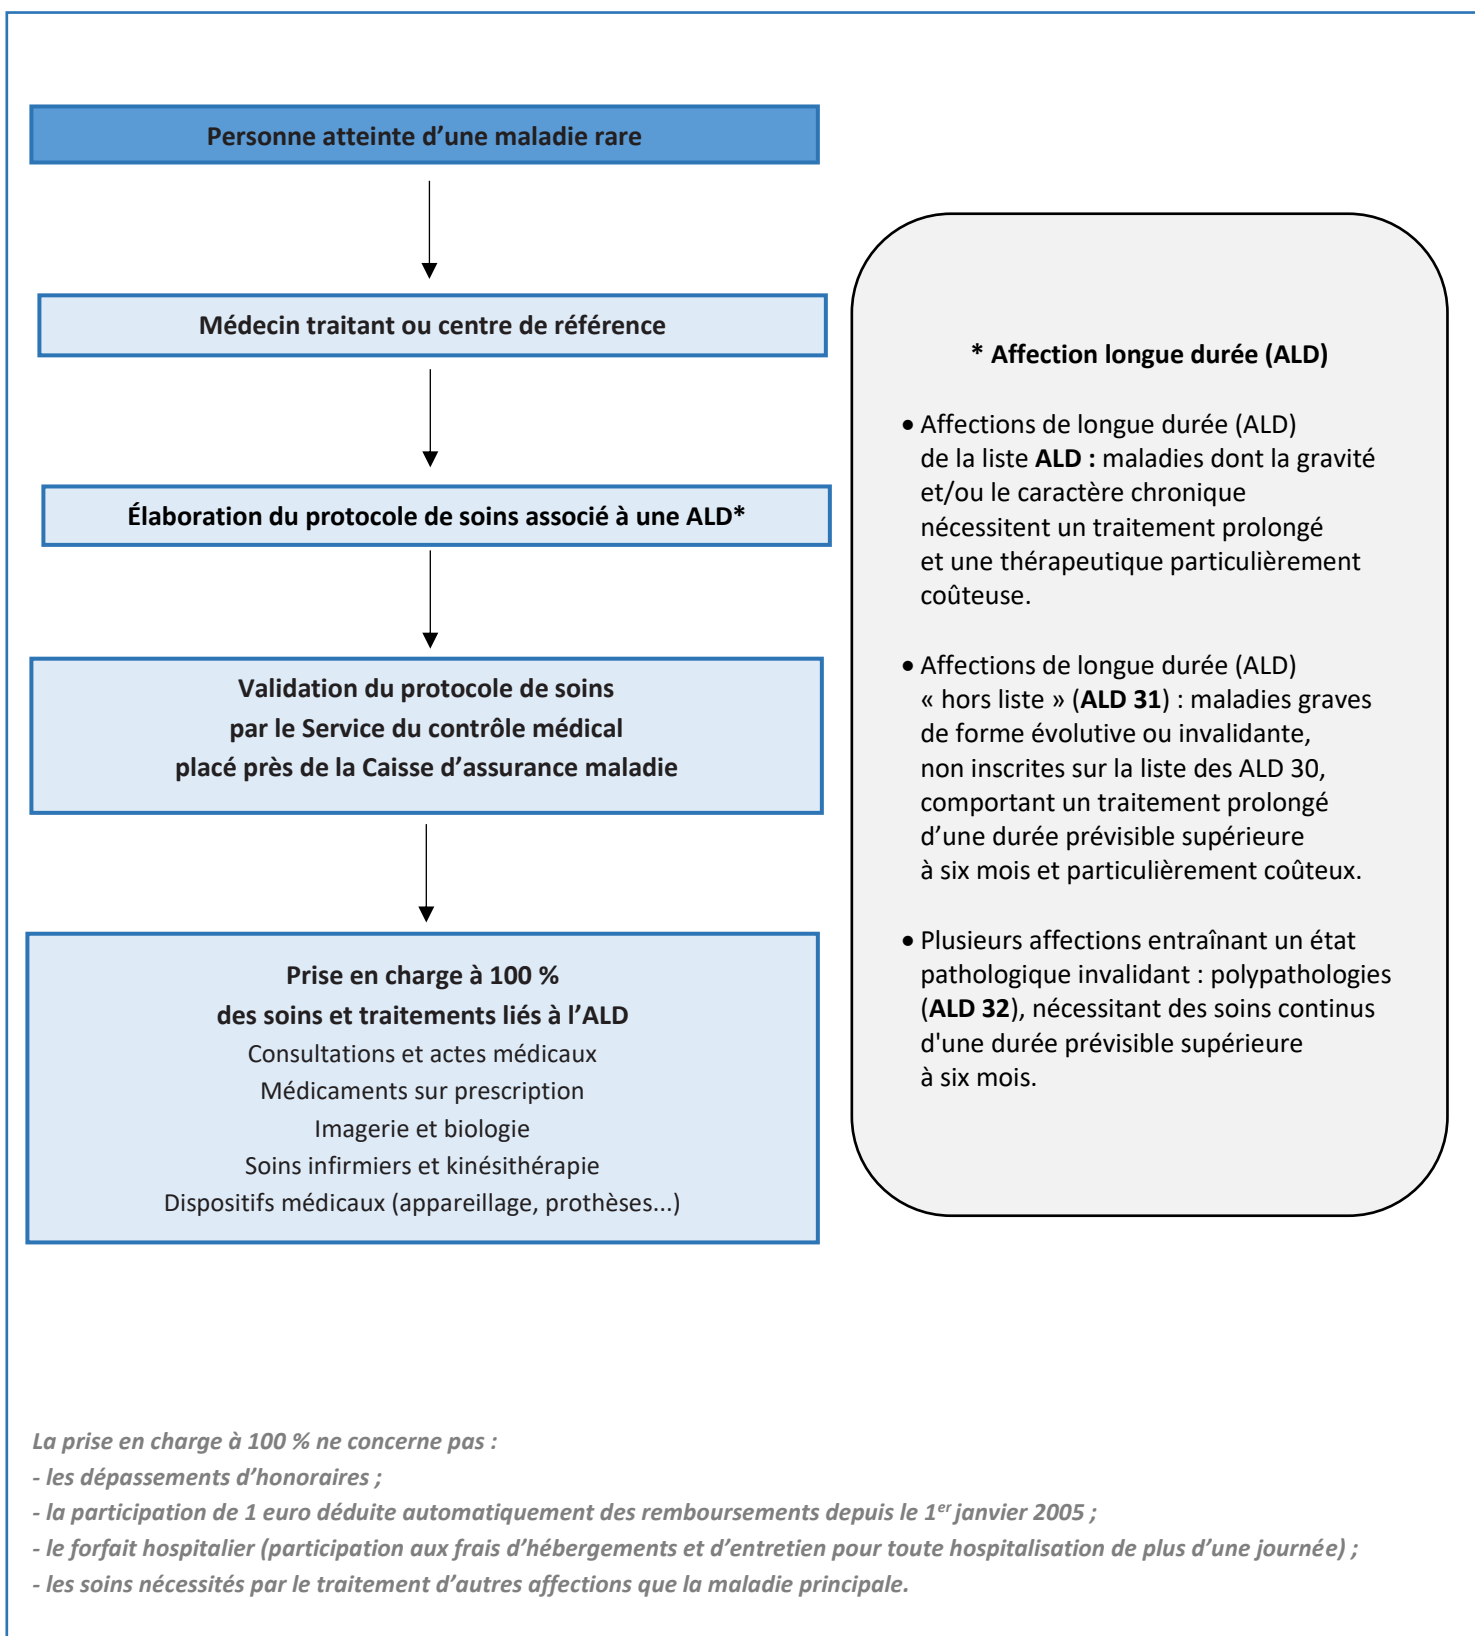 Personne atteinte d’une maladie rare
Médecin traitant ou centre de référence
Élaboration du protocole de soins associé à une ALD*
Validation du protocole de soins
par le Service du contrôle médical
placé près de la Caisse d’assurance maladie
Prise en charge à 100 %
des soins et traitements liés à l’ALD
Consultations et actes médicaux
Médicaments sur prescription
Imagerie et biologie
Soins infirmiers et kinésithérapie
Dispositifs médicaux (appareillage, prothèses...)
* Affection longue durée (ALD)
• Affections de longue durée (ALD)
de la liste ALD : maladies dont la gravité
et/ou le caractère chronique
nécessitent un traitement prolongé
et une thérapeutique particulièrement
coûteuse.
• Affections de longue durée (ALD)
« hors liste » (ALD 31) : maladies graves
de forme évolutive ou invalidante,
non inscrites sur la liste des ALD 30,
comportant un traitement prolongé
d’une durée prévisible supérieure
à six mois et particulièrement coûteux.
• Plusieurs affections entraînant un état
pathologique invalidant : polypathologies
(ALD 32), nécessitant des soins continus
d'une durée prévisible supérieure
à six mois.
La prise en charge à 100 % ne concerne pas :
- les dépassements d’honoraires ;
- la participation de 1 euro déduite automatiquement des remboursements depuis le 1er janvier 2005 ;
- le forfait hospitalier (participation aux frais d’hébergements et d’entretien pour toute hospitalisation de plus d’une journée) ;
- les soins nécessités par le traitement d’autres affections que la maladie principale.